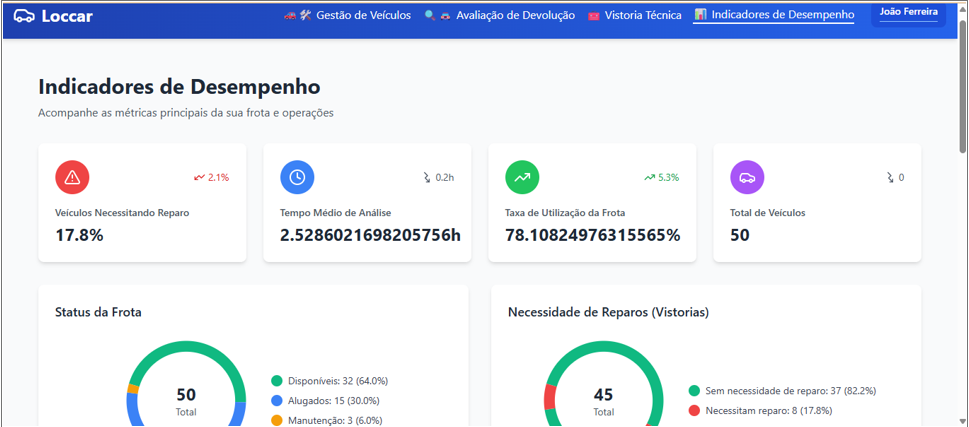 Loccar
Gestão de Veículos
Avaliação de Devolução
Vistoria Técnica
Indicadores de Desempenho
João Ferreira
Indicadores de Desempenho
Acompanhe as métricas principais da sua frota e operações
2.1%
Veículos Necessitando Reparo
17.8%
0.2h
Tempo Médio de Análise
2.5286021698205756h
5.3%
Taxa de Utilização da Frota
78.10824976315565%
0
Total de Veículos
50
Status da Frota
50
Total
Disponíveis: 32 (64.0%)
Alugados: 15 (30.0%)
Manutenção: 3 (6.0%)
Necessidade de Reparos (Vistorias)
45
Total
Sem necessidade de reparo: 37 (82.2%)
Necessitam reparo: 8 (17.8%)